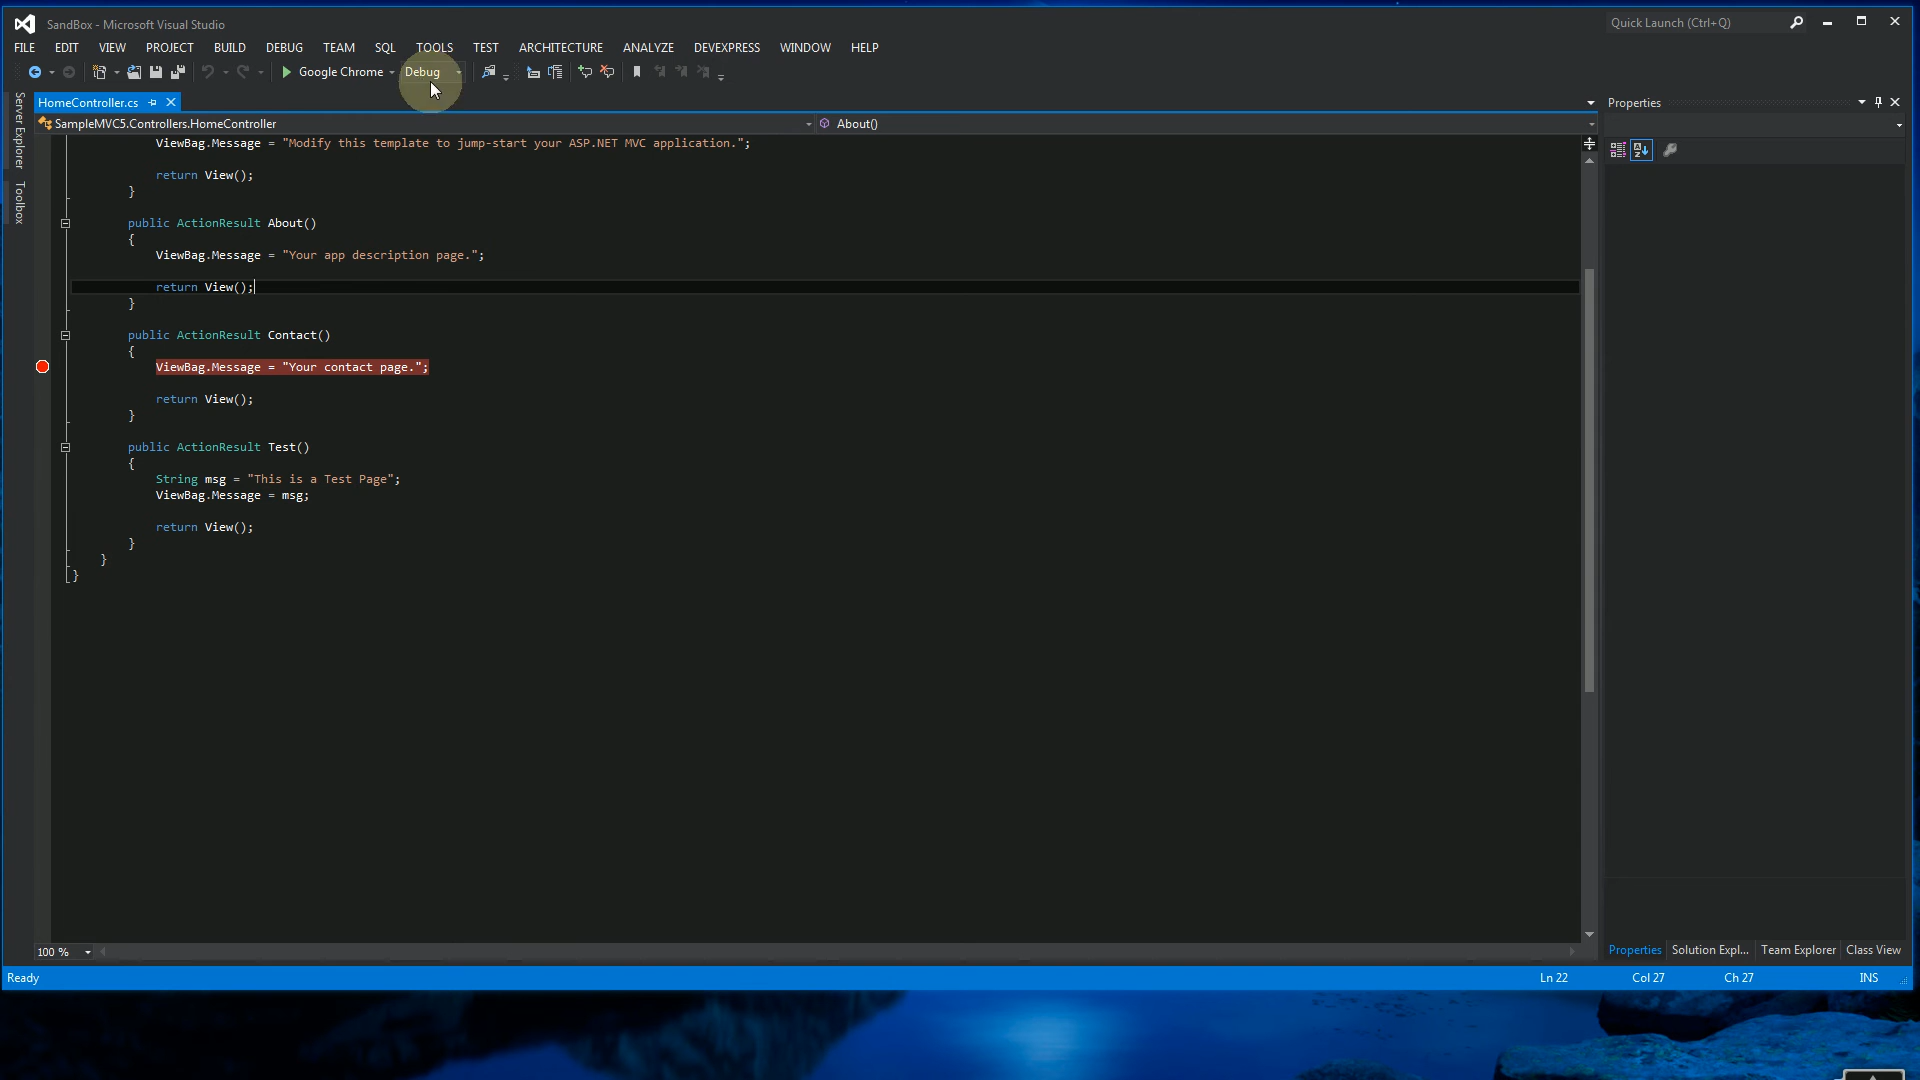 SandBox - Microsoft Visual Studio
Quick Launch (Ctrl+Q)
FILE EDIT VIEW PROJECT BUILD DEBUG TEAM SQL TOOLS TEST ARCHITECTURE ANALYZE DEVEXPRESS WINDOW HELP
Google Chrome Debug
Server Explorer
Toolbox
HomeController.cs
SampleMVC5.Controllers.HomeController
About()
ViewBag.Message = "Modify this template to jump-start your ASP.NET MVC application.";
return View();
}
public ActionResult About()
{
ViewBag.Message = "Your app description page.";
return View();
}
public ActionResult Contact()
{
ViewBag.Message = "Your contact page.";
return View();
}
public ActionResult Test()
{
String msg = "This is a Test Page";
ViewBag.Message = msg;
return View();
}
}
}
100 %
Properties
Properties Solution Expl... Team Explorer Class View
Ready
Ln 22 Col 27 Ch 27 INS